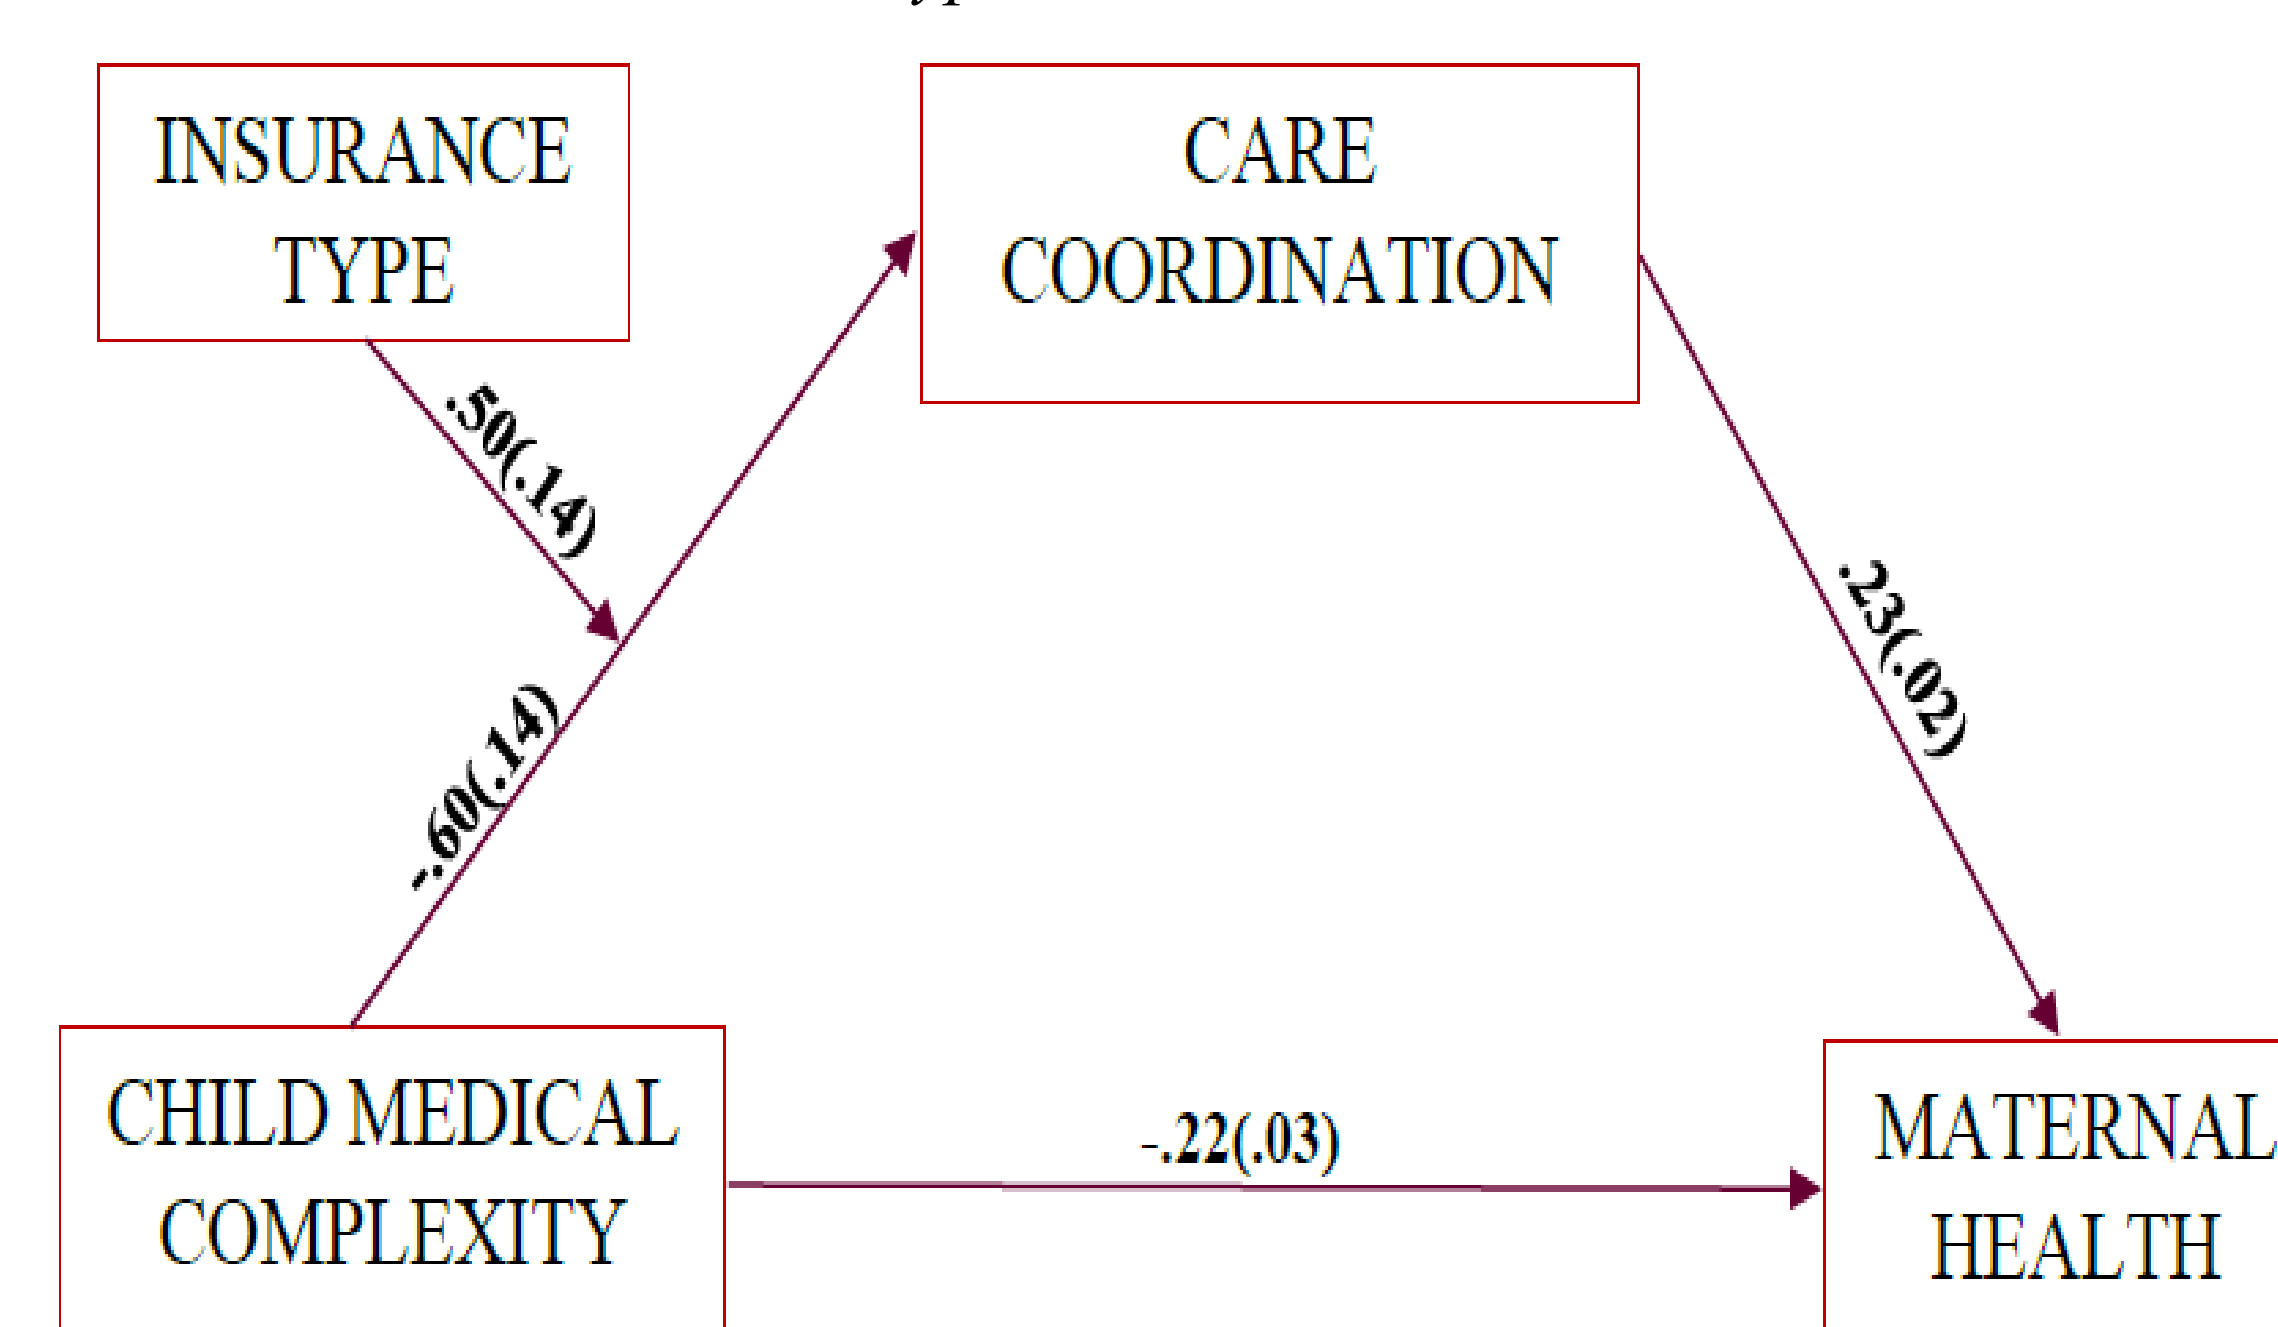 INSURANCE
TYPE
CARE
COORDINATION
.50(.14)
.23(.02)
-.60(.14)
CHILD MEDICAL
COMPLEXITY
-.22(.03)
MATERNAL
HEALTH